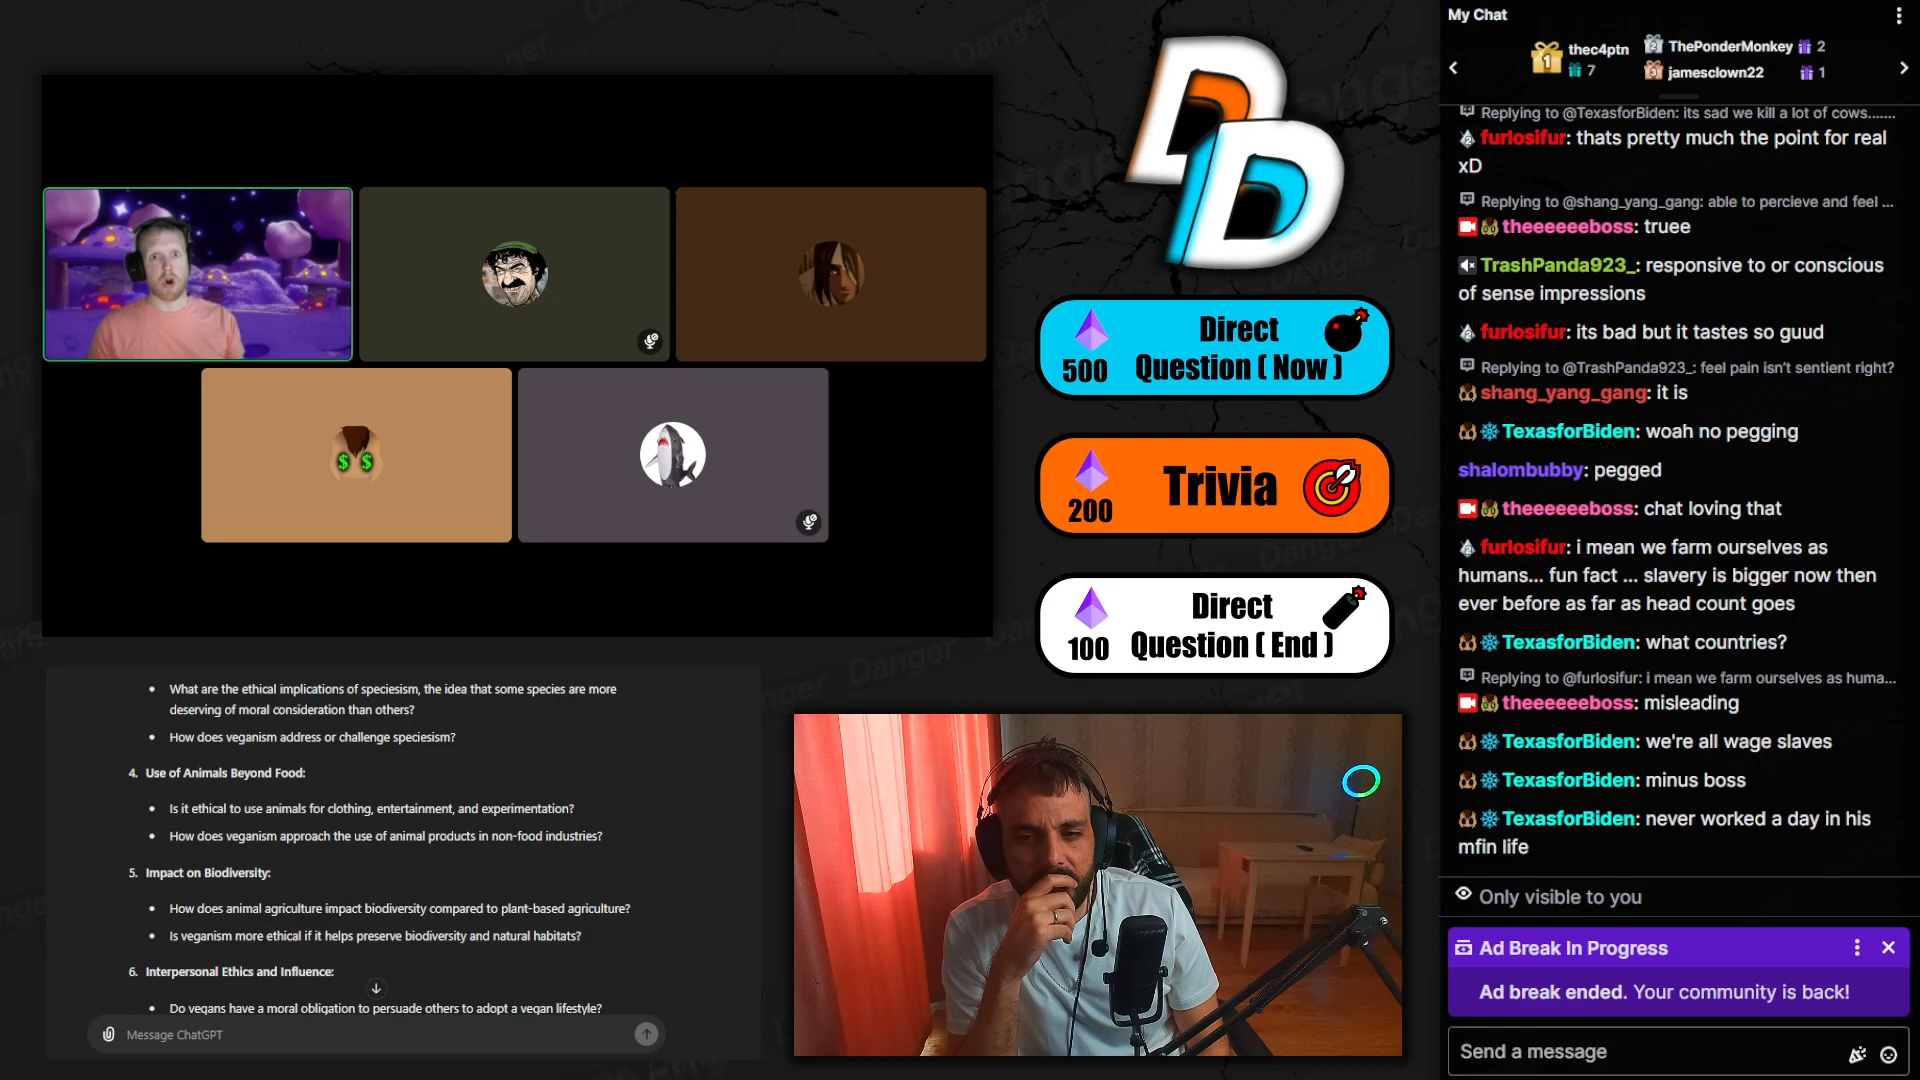 DD
Direct
Question ( Now )
500
Trivia
200
Direct
Question ( End )
100
$ $
What are the ethical implications of speciesism, the idea that some species are more
deserving of moral consideration than others?
How does veganism address or challenge speciesism?
4. Use of Animals Beyond Food:
Is it ethical to use animals for clothing, entertainment, and experimentation?
How does veganism approach the use of animal products in non-food industries?
5. Impact on Biodiversity:
How does animal agriculture impact biodiversity compared to plant-based agriculture?
Is veganism more ethical if it helps preserve biodiversity and natural habitats?
6. Interpersonal Ethics and Influence:
Do vegans have a moral obligation to persuade others to adopt a vegan lifestyle?
Message ChatGPT
My Chat
1 thec4ptn
7
2 ThePonderMonkey 2
3 jamesclown22 1
Replying to @TexasforBiden: its sad we kill a lot of cows.......
furlosifur: thats pretty much the point for real
xD
Replying to @shang_yang_gang: able to percieve and feel ...
theeeeeeboss: truee
TrashPanda923_: responsive to or conscious
of sense impressions
furlosifur: its bad but it tastes so guud
Replying to @TrashPanda923_: feel pain isn't sentient right?
shang_yang_gang: it is
TexasforBiden: woah no pegging
shalombubby: pegged
theeeeeeboss: chat loving that
furlosifur: i mean we farm ourselves as
humans... fun fact ... slavery is bigger now then
ever before as far as head count goes
TexasforBiden: what countries?
Replying to @furlosifur: i mean we farm ourselves as huma...
theeeeeeboss: misleading
TexasforBiden: we're all wage slaves
TexasforBiden: minus boss
TexasforBiden: never worked a day in his
mfin life
Only visible to you
Ad Break In Progress
Ad break ended. Your community is back!
Send a message